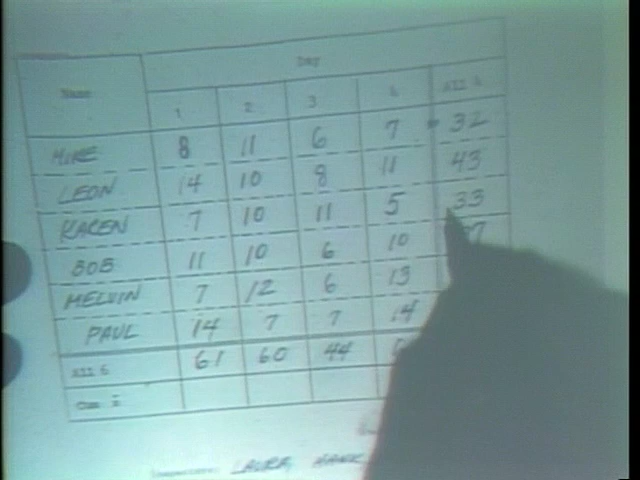 Name Day
1 2 3 4 All 4
MIKE 8 11 6 7 32
LEON 14 10 8 11 43
KAREN 7 10 11 5 33
BOB 11 10 6 10
MELVIN 7 12 6 13
PAUL 14 7 7 14
All 6 61 60 44
Cum x̄
LAURA, HANK